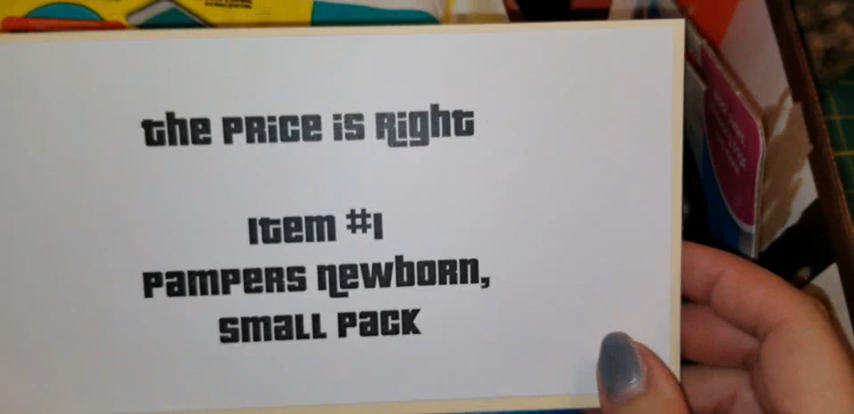 the PRice is Right
Item #1
Pampers newborn,
small Pack